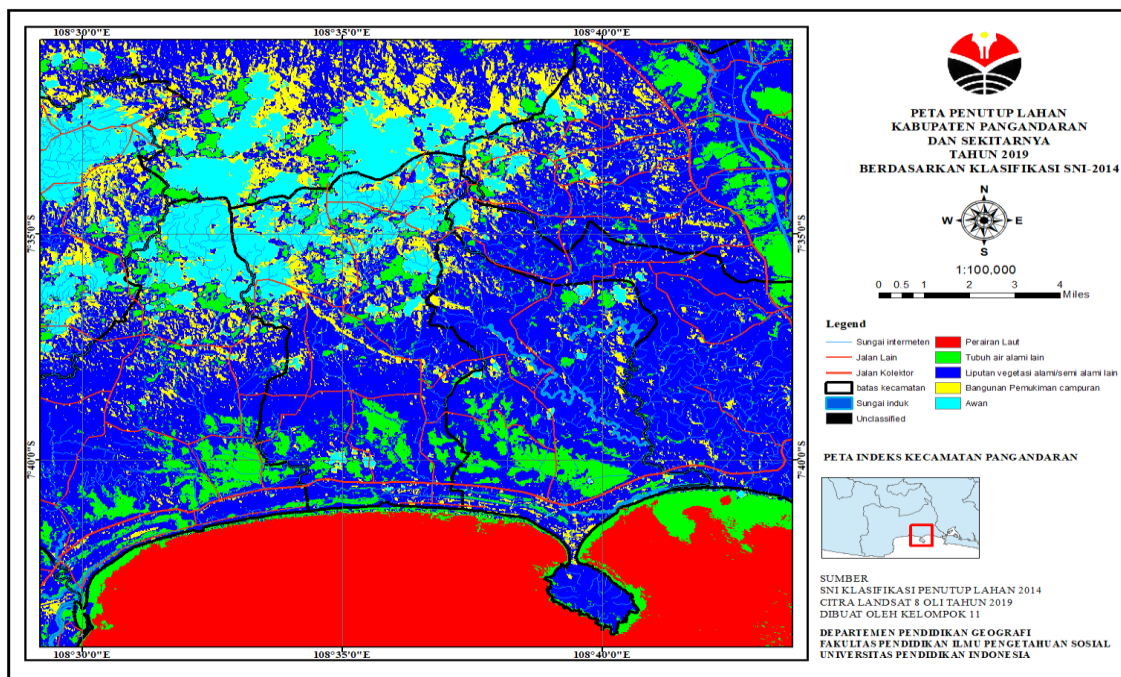 108°30'0"E
108°35'0"E
108°40'0"E
7°35'0"S
7°35'0"S
7°40'0"S
7°40'0"S
108°30'0"E
108°35'0"E
108°40'0"E
PETA PENUTUP LAHAN
KABUPATEN PANGANDARAN
DAN SEKITARNYA
TAHUN 2019
BERDASARKAN KLASIFIKASI SNI-2014
N
W E
S
1:100,000
0 0.5 1 2 3 4
Miles
Legend
Sungai intermeten
Jalan Lain
Jalan Kolektor
batas kecamatan
Sungai induk
Unclassified
Perairan Laut
Tubuh air alami lain
Liputan vegetasi alami/semi alami lain
Bangunan Pemukiman campuran
Awan
PETA INDEKS KECAMATAN PANGANDARAN
SUMBER
SNI KLASIFIKASI PENUTUP LAHAN 2014
CITRA LANDSAT 8 OLI TAHUN 2019
DIBUAT OLEH KELOMPOK 11
DEPARTEMEN PENDIDIKAN GEOGRAFI
FAKULTAS PENDIDIKAN ILMU PENGETAHUAN SOSIAL
UNIVERSITAS PENDIDIKAN INDONESIA